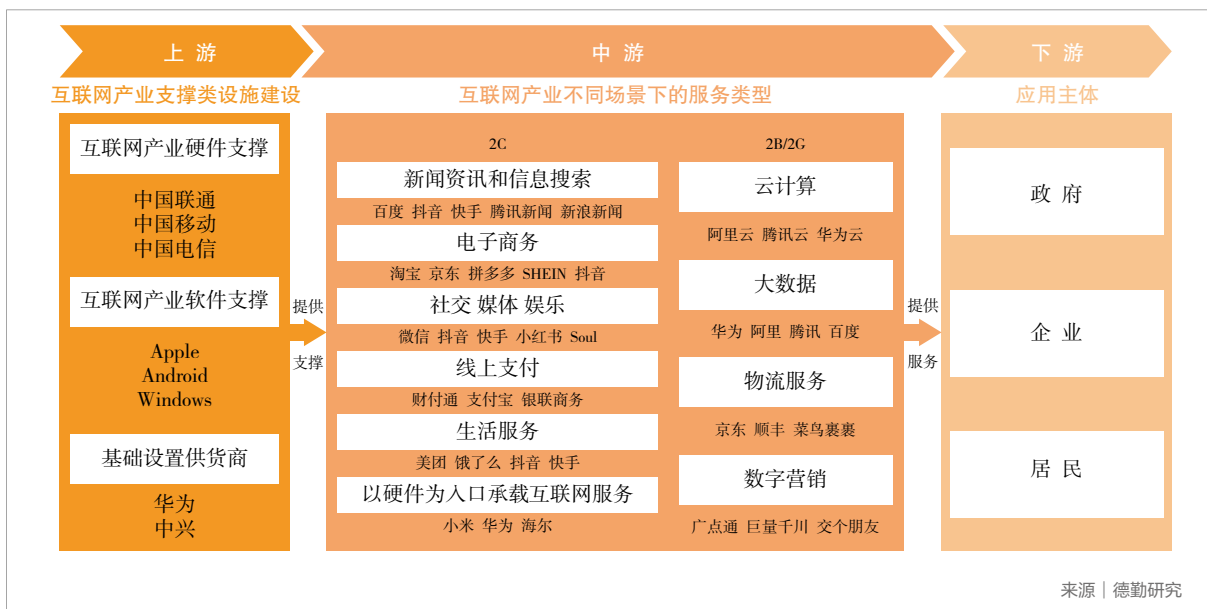 上 游
中 游
下 游
互联网产业支撑类设施建设
互联网产业不同场景下的服务类型
应用主体
互联网产业硬件支撑
中国联通
中国移动
中国电信
互联网产业软件支撑
Apple
Android
Windows
基础设置供货商
华为
中兴
提供
支撑
2C
新闻资讯和信息搜索
百度 抖音 快手 腾讯新闻 新浪新闻
电子商务
淘宝 京东 拼多多 SHEIN 抖音
社交 媒体 娱乐
微信 抖音 快手 小红书 Soul
线上支付
财付通 支付宝 银联商务
生活服务
美团 饿了么 抖音 快手
以硬件为入口承载互联网服务
小米 华为 海尔
2B/2G
云计算
阿里云 腾讯云 华为云
大数据
华为 阿里 腾讯 百度
物流服务
京东 顺丰 菜鸟裹裹
数字营销
广点通 巨量千川 交个朋友
提供
服务
政 府
企 业
居 民
来源｜德勤研究